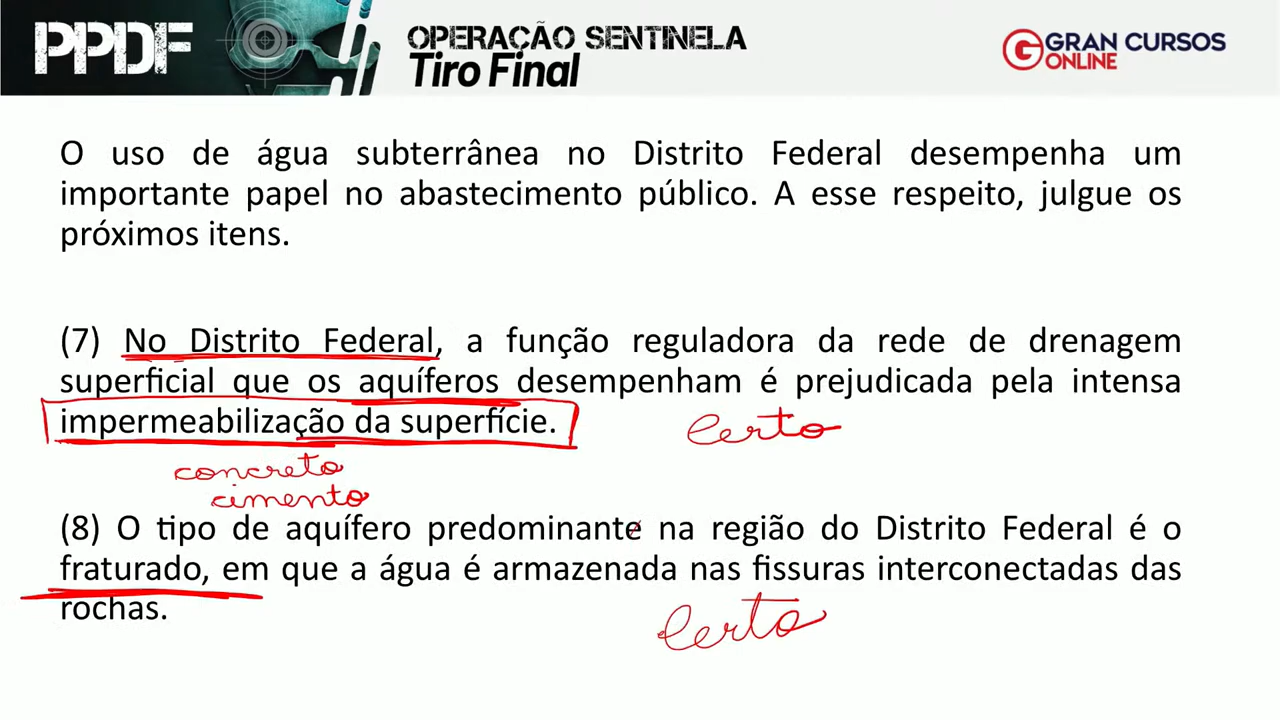 PPDF
OPERAÇÃO SENTINELA
Tiro Final
GRAN CURSOS
ONLINE
O uso de água subterrânea no Distrito Federal desempenha um
importante papel no abastecimento público. A esse respeito, julgue os
próximos itens.
(7) No Distrito Federal, a função reguladora da rede de drenagem
superficial que os aquíferos desempenham é prejudicada pela intensa
impermeabilização da superfície.
Certo
concreto
cimento
(8) O tipo de aquífero predominante na região do Distrito Federal é o
fraturado, em que a água é armazenada nas fissuras interconectadas das
rochas.
Certo